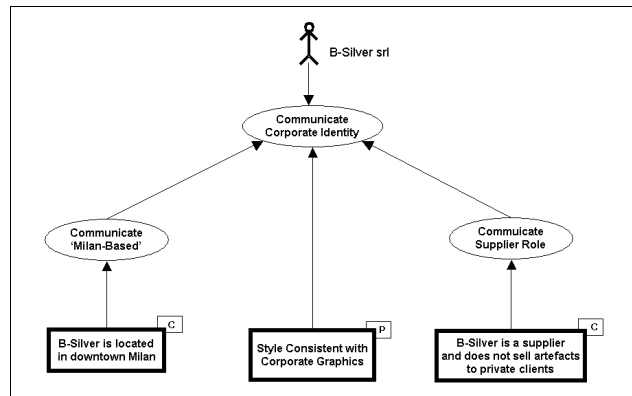 B-Silver srl
Communicate
Corporate Identity
Communicate
‘Milan-Based’
Commuicate
Supplier Role
C
B-Silver is located
in downtown Milan
P
Style Consistent with
Corporate Graphics
C
B-Silver is a supplier
and does not sell artefacts
to private clients